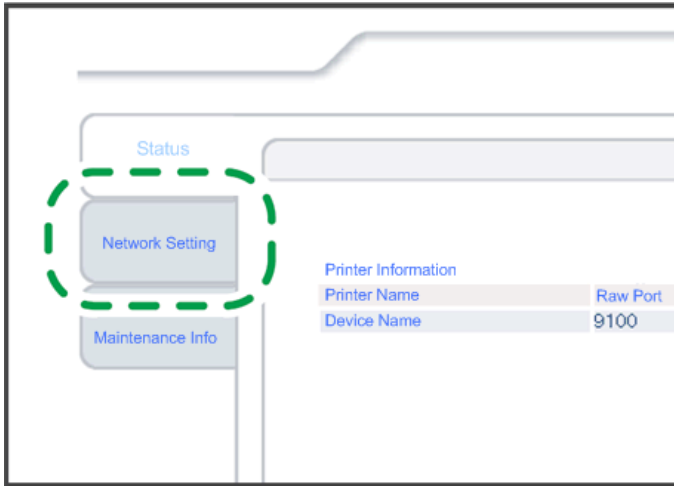 Status
Network Setting
Maintenance Info
Printer Information
Printer Name Raw Port
Device Name 9100